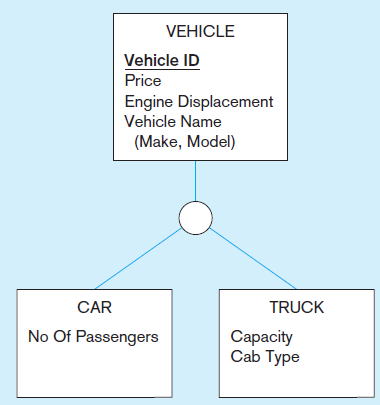 VEHICLE
Vehicle ID
Price
Engine Displacement
Vehicle Name
(Make, Model)
CAR
No Of Passengers
TRUCK
Capacity
Cab Type